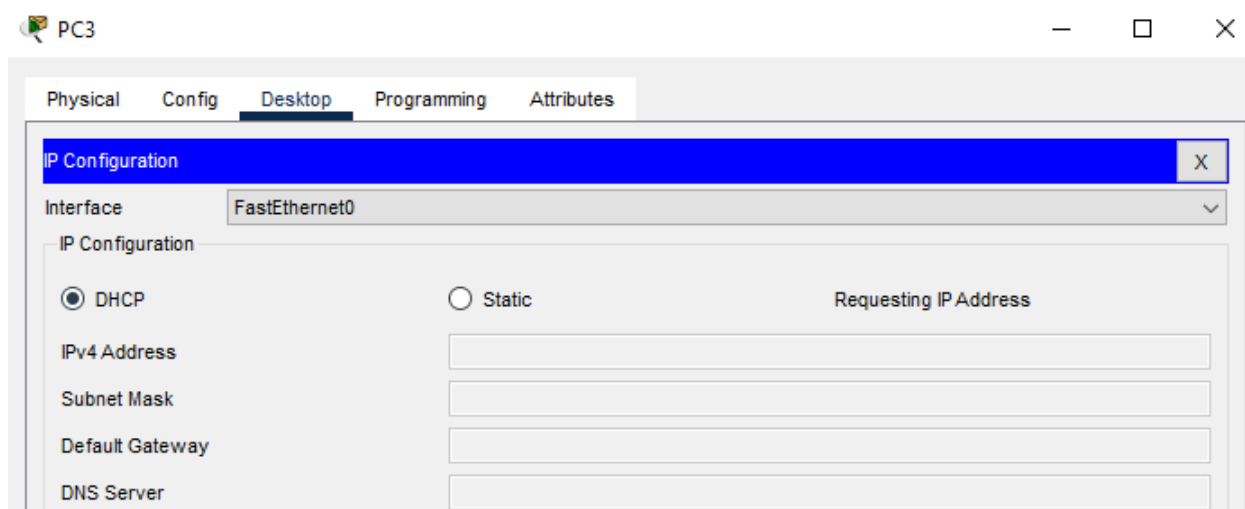 PC3
Physical Config Desktop Programming Attributes
IP Configuration X
Interface FastEthernet0
IP Configuration
DHCP Static Requesting IP Address
IPv4 Address
Subnet Mask
Default Gateway
DNS Server